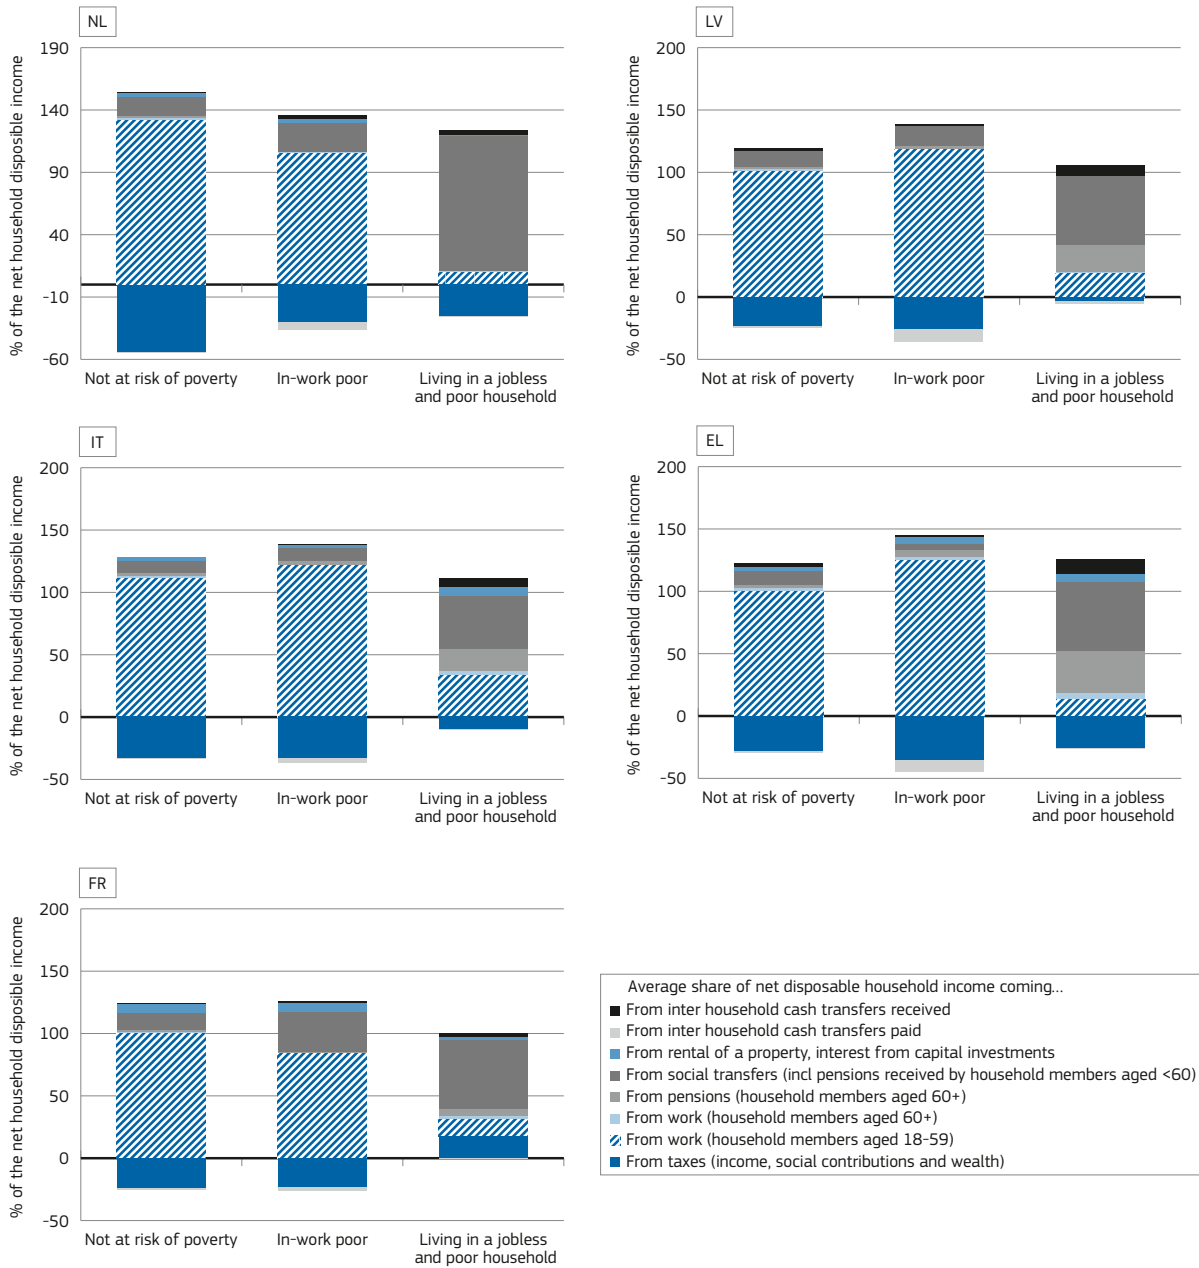 NL
% of the net household disposible income
190
140
90
40
-10
-60
Not at risk of poverty
In-work poor
Living in a jobless
and poor household
LV
% of the net household disposible income
200
150
100
50
0
-50
Not at risk of poverty
In-work poor
Living in a jobless
and poor household
IT
% of the net household disposible income
200
150
100
50
0
-50
Not at risk of poverty
In-work poor
Living in a jobless
and poor household
EL
% of the net household disposible income
200
150
100
50
0
-50
Not at risk of poverty
In-work poor
Living in a jobless
and poor household
FR
% of the net household disposible income
200
150
100
50
0
-50
Not at risk of poverty
In-work poor
Living in a jobless
and poor household
Average share of net disposable household income coming...
From inter household cash transfers received
From inter household cash transfers paid
From rental of a property, interest from capital investments
From social transfers (incl pensions received by household members aged <60)
From pensions (household members aged 60+)
From work (household members aged 60+)
From work (household members aged 18-59)
From taxes (income, social contributions and wealth)